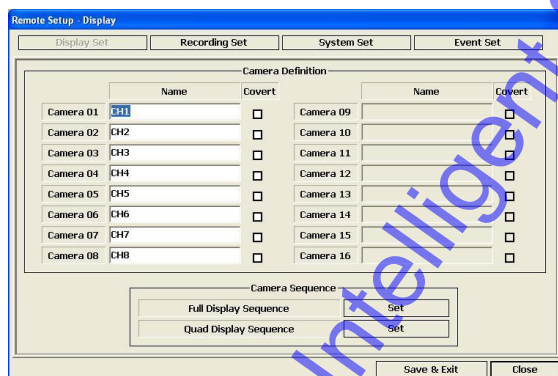 Remote Setup - Display
Display Set Recording Set System Set Event Set
Camera Definition
Name Covert Name Covert
Camera 01 CH1 Camera 09
Camera 02 CH2 Camera 10
Camera 03 CH3 Camera 11
Camera 04 CH4 Camera 12
Camera 05 CH5 Camera 13
Camera 06 CH6 Camera 14
Camera 07 CH7 Camera 15
Camera 08 CH8 Camera 16
Camera Sequence
Full Display Sequence Set
Quad Display Sequence Set
Save & Exit Close
Intelligent